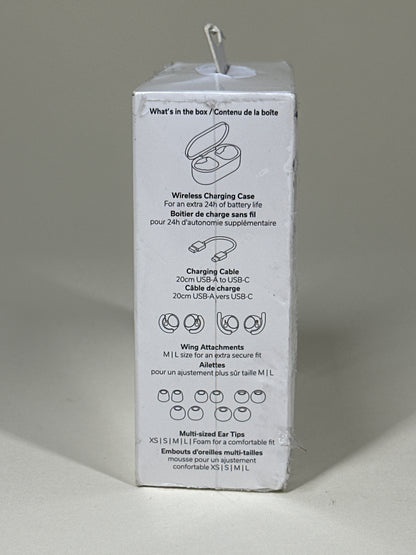 What's in the box / Contenu de la boîte
Wireless Charging Case
For an extra 24h of battery life
Boitier de charge sans fil
pour 24h d'autonomie supplémentaire
Charging Cable
20cm USB-A to USB-C
Câble de charge
20cm USB-A vers USB-C
Wing Attachments
M | L size for an extra secure fit
Ailettes
pour un ajustement plus sûr taille M | L
Multi-sized Ear Tips
XS | S | M | L | Foam for a comfortable fit
Embouts d'oreilles multi-tailles
mousse pour un ajustement
confortable XS | S | M | L